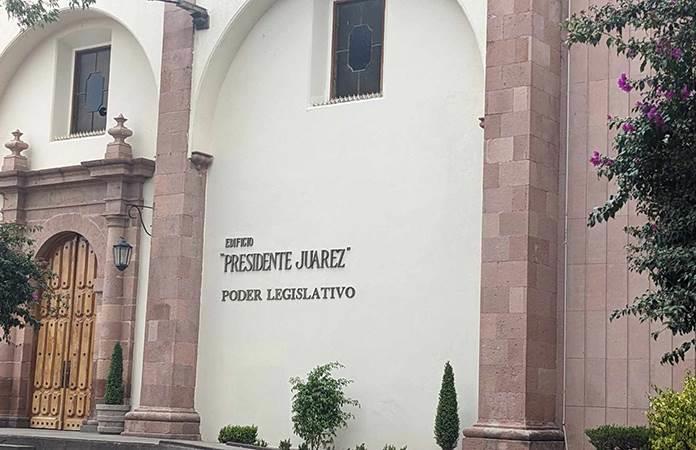 EDIFICIO
"PRESIDENTE JUAREZ"
PODER LEGISLATIVO